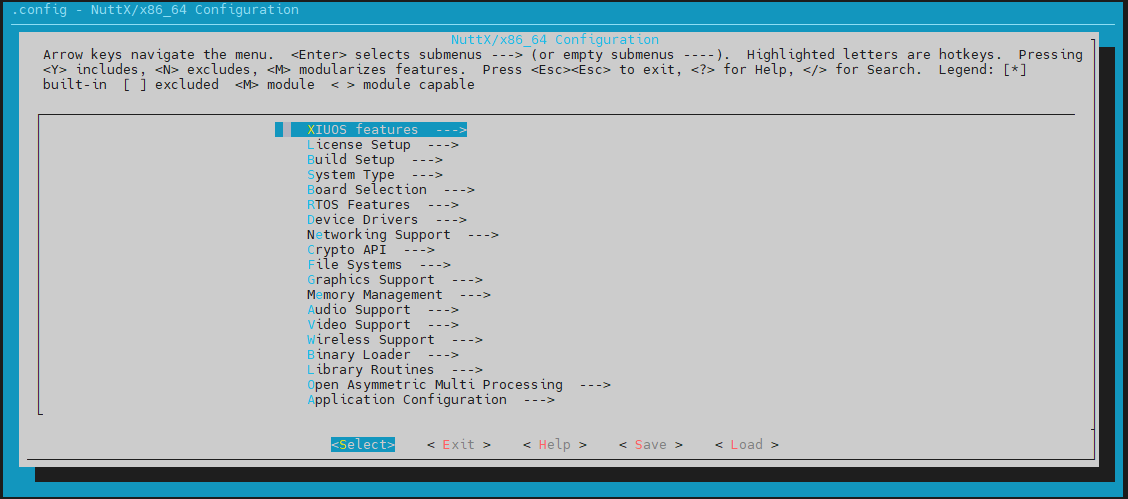 .config - NuttX/x86_64 Configuration
NuttX/x86_64 Configuration
Arrow keys navigate the menu.  <Enter> selects submenus ---> (or empty submenus ----).  Highlighted letters are hotkeys.  Pressing
<Y> includes, <N> excludes, <M> modularizes features.  Press <Esc><Esc> to exit, <?> for Help, </> for Search.  Legend: [*]
built-in  [ ] excluded  <M> module  < > module capable
XIUOS features  --->
License Setup  --->
Build Setup  --->
System Type  --->
Board Selection  --->
RTOS Features  --->
Device Drivers  --->
Networking Support  --->
Crypto API  --->
File Systems  --->
Graphics Support  --->
Memory Management  --->
Audio Support  --->
Video Support  --->
Wireless Support  --->
Binary Loader  --->
Library Routines  --->
Open Asymmetric Multi Processing  --->
Application Configuration  --->
<Select>    < Exit >    < Help >    < Save >    < Load >